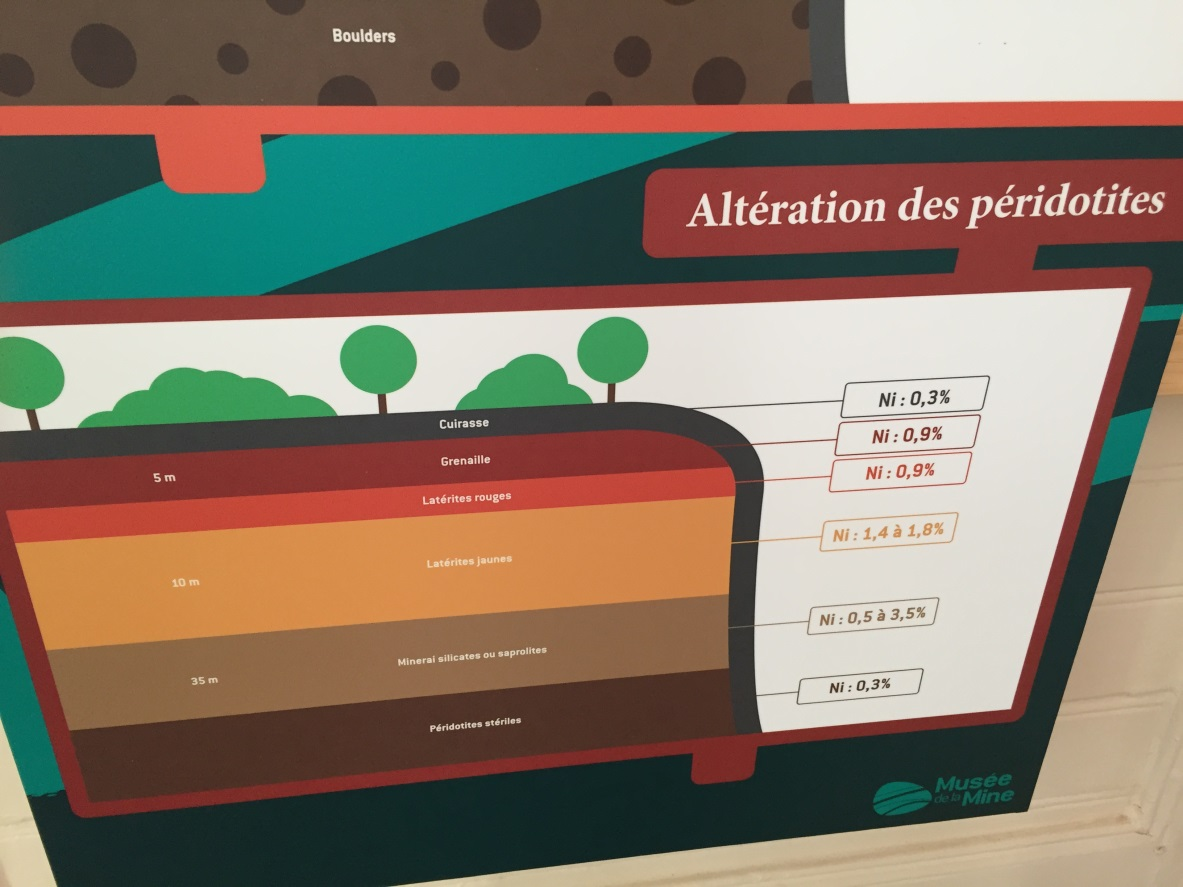 Boulders
Altération des péridotites
Cuirasse
Ni : 0,3%
Grenaille
Ni : 0,9%
5 m
Latérites rouges
Ni : 0,9%
Latérites jaunes
Ni : 1,4 à 1,8%
10 m
Mineral silicates ou saprolites
Ni : 0,5 à 3,5%
35 m
Péridotites stériles
Ni : 0,3%
Musée
de la Mine